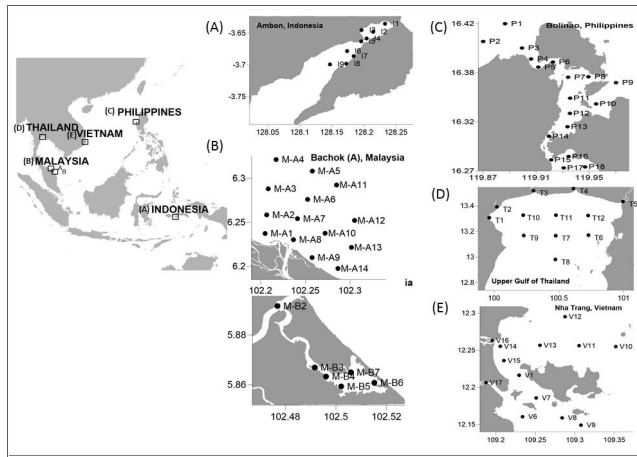 (A)
Ambon, Indonesia
-3.65
-3.7
-3.75
I1
I2
I3
I4
I5
I6
I7
I8
I9
128.05
128.1
128.15
128.2
128.25
(C) PHILIPPINES
(D) THAILAND
(E) VIETNAM
(B) MALAYSIA
A
B
(A) INDONESIA
(B)
Bachok (A), Malaysia
6.3
6.25
6.2
M-A4
M-A5
M-A3
M-A11
M-A6
M-A2
M-A7
M-A12
M-A1
M-A8
M-A10
M-A13
M-A9
M-A14
102.2
102.26
102.3
ia
5.88
5.86
M-B2
M-B3
M-B4
M-B7
M-B5
M-B6
102.48
102.50
102.52
(C)
Bolinao, Philippines
16.42
16.38
16.32
16.27
P1
P2
P3
P4
P5
P6
P7
P8
P9
P11
P10
P12
P13
P14
P15
P16
P17
P18
119.87
119.91
119.95
(D)
13.4
13.2
13
12.8
T3
T4
T5
T2
T1
T10
T11
T12
T9
T7
T6
T8
Upper Gulf of Thailand
100
100.5
101
(E)
Nha Trang, Vietnam
12.3
12.25
12.2
12.15
V12
V16
V14
V13
V11
V10
V15
V1
V17
V7
V6
V8
V9
109.2
109.25
109.3
109.35